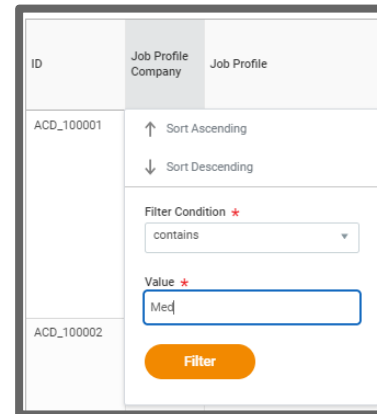 ID
Job Profile
Company
Job Profile
ACD_100001
↑ Sort Ascending
↓ Sort Descending
Filter Condition *
contains
Value *
Med
Filter
ACD_100002